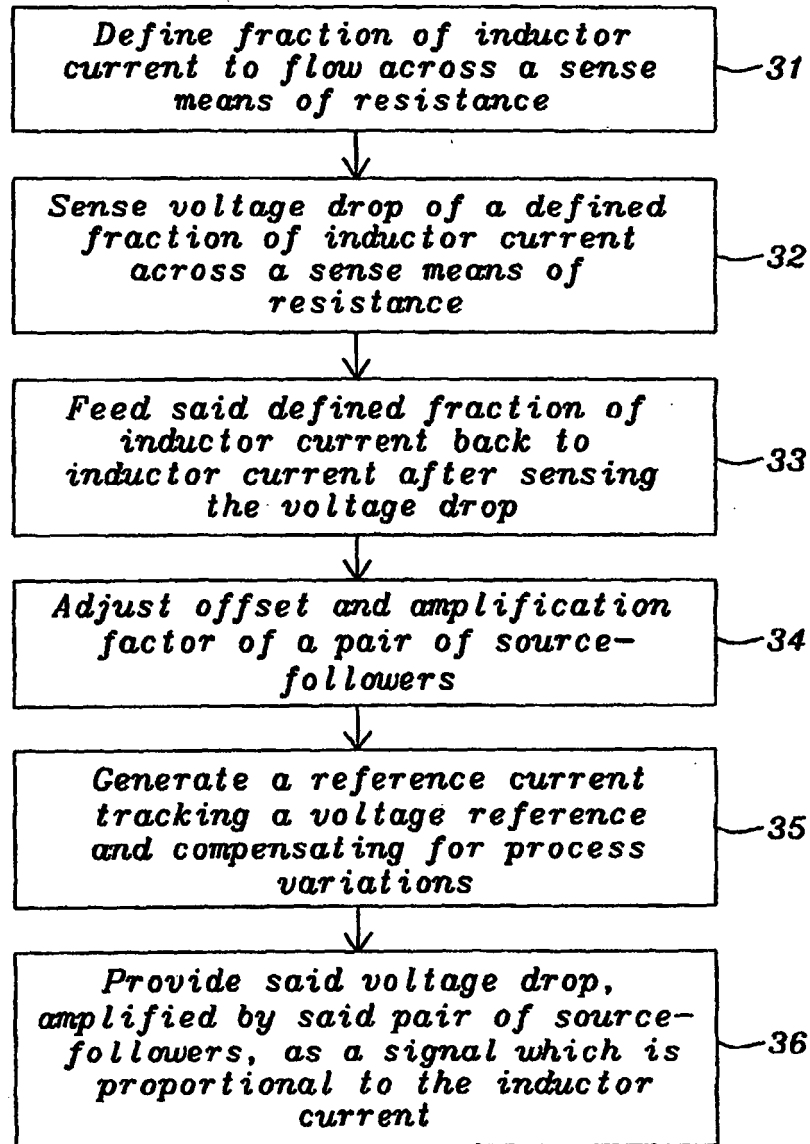 Define fraction of inductor
current to flow across a sense
means of resistance
31
Sense voltage drop of a defined
fraction of inductor current
across a sense means of
resistance
32
Feed said defined fraction of
inductor current back to
inductor current after sensing
the voltage drop
33
Adjust offset and amplification
factor of a pair of source-
followers
34
Generate a reference current
tracking a voltage reference
and compensating for process
variations
35
Provide said voltage drop,
amplified by said pair of source-
followers, as a signal which is
proportional to the inductor
current
36